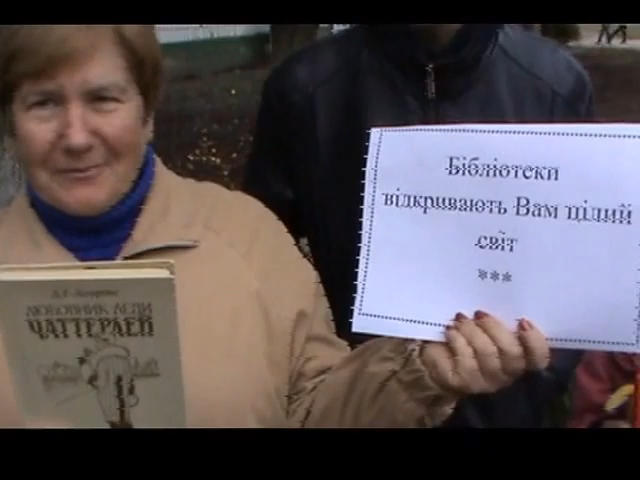 Бібліотеки
відкривають Вам цілий
світ
***
ЛЮБОВНИК ЛЕДИ
ЧАТТЕРЛЕЙ